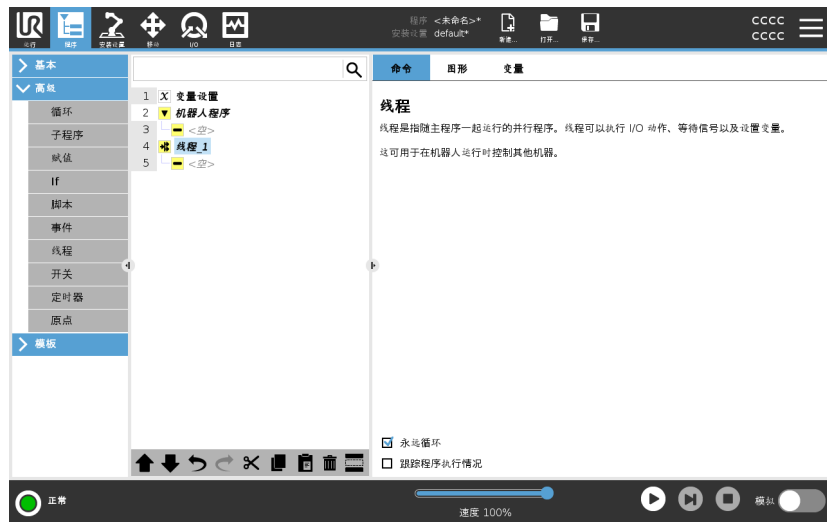 程序 <未命名>*
安装设置 default*
cccc
cccc
运行
程序
安装设置
移动
I/O
日志
新建...
打开...
保存...
基本
高级
循环
子程序
赋值
If
脚本
事件
线程
开关
定时器
原点
模板
1 X 变量设置
2 机器人程序
3 <空>
4 线程_1
5 <空>
命令 图形 变量
线程
线程是指随主程序一起运行的并行程序。线程可以执行 I/O 动作、等待信号以及设置变量。
这可用于在机器人运行时控制其他机器。
永远循环
跟踪程序执行情况
正常
速度 100%
模拟